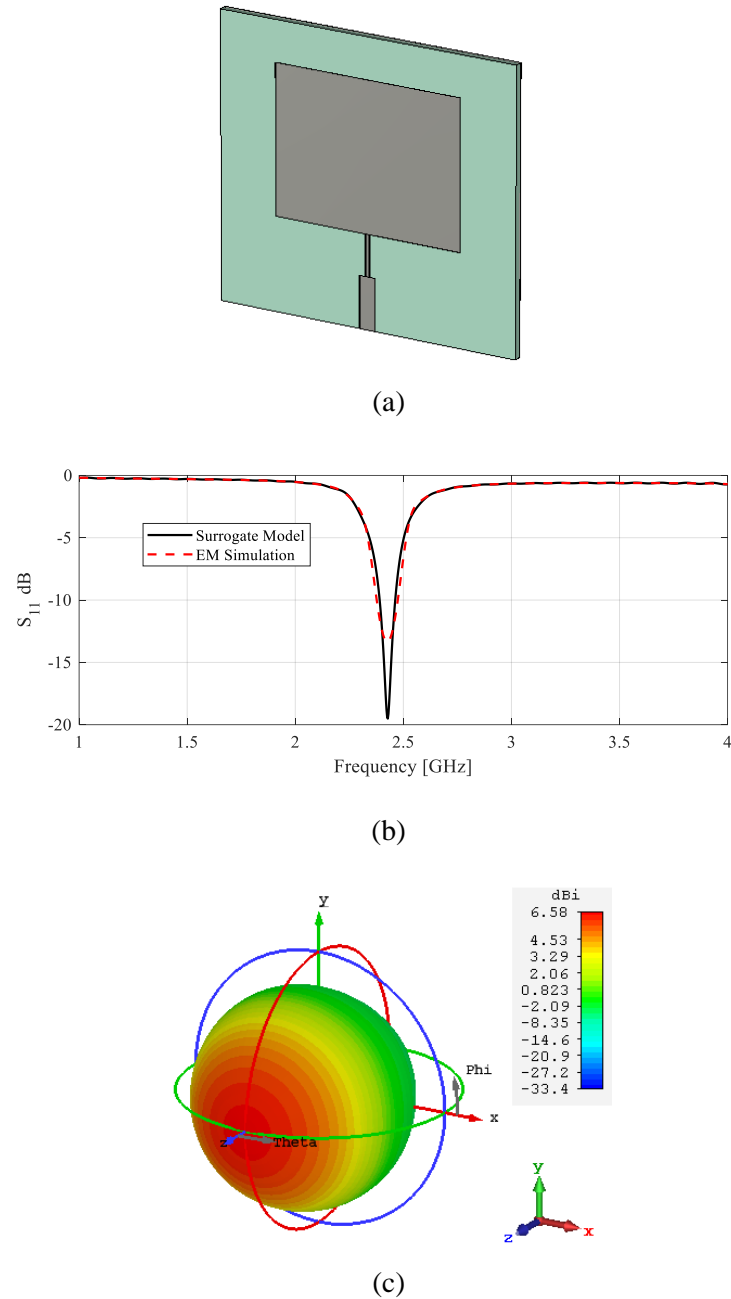 (a)
0
-5
-10
-15
-20
S11 dB
Surrogate Model
EM Simulation
1
1.5
2
2.5
3
3.5
4
Frequency [GHz]
(b)
y
Phi
x
z
Theta
dBi
6.58
4.53
3.29
2.06
0.823
-2.09
-8.35
-14.6
-20.9
-27.2
-33.4
y
z
x
(c)